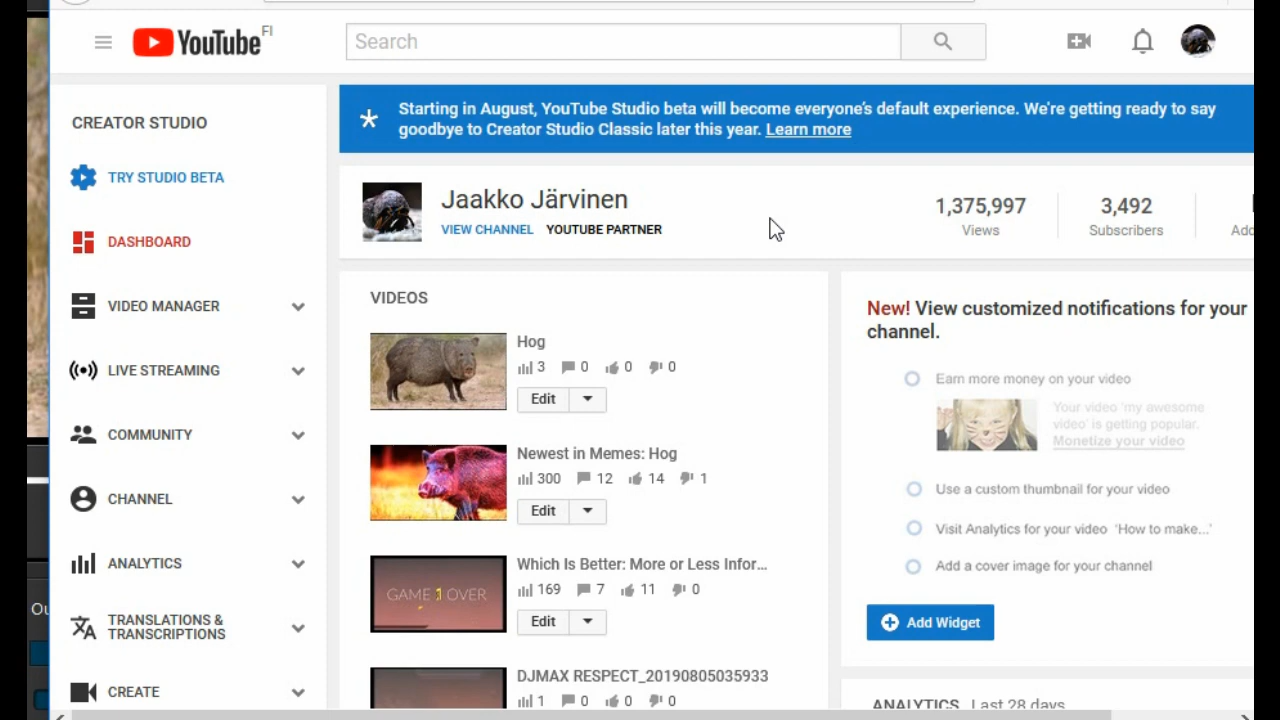 YouTube FI
Search
CREATOR STUDIO
TRY STUDIO BETA
DASHBOARD
VIDEO MANAGER
LIVE STREAMING
COMMUNITY
CHANNEL
ANALYTICS
TRANSLATIONS &
TRANSCRIPTIONS
CREATE
Starting in August, YouTube Studio beta will become everyone's default experience. We're getting ready to say
goodbye to Creator Studio Classic later this year. Learn more
Jaakko Järvinen
VIEW CHANNEL YOUTUBE PARTNER
1,375,997
Views
3,492
Subscribers
VIDEOS
Hog
3 0 0 0
Edit
Newest in Memes: Hog
300 12 14 1
Edit
GAME 1 OVER
Which Is Better: More or Less Infor...
169 7 11 0
Edit
DJMAX RESPECT_20190805035933
1 0 0 0
New! View customized notifications for your
channel.
Earn more money on your video
Your video 'my awesome
video' is getting popular.
Monetize your video
Use a custom thumbnail for your video
Visit Analytics for your video 'How to make...'
Add a cover image for your channel
Add Widget
ANALYTICS Last 28 days